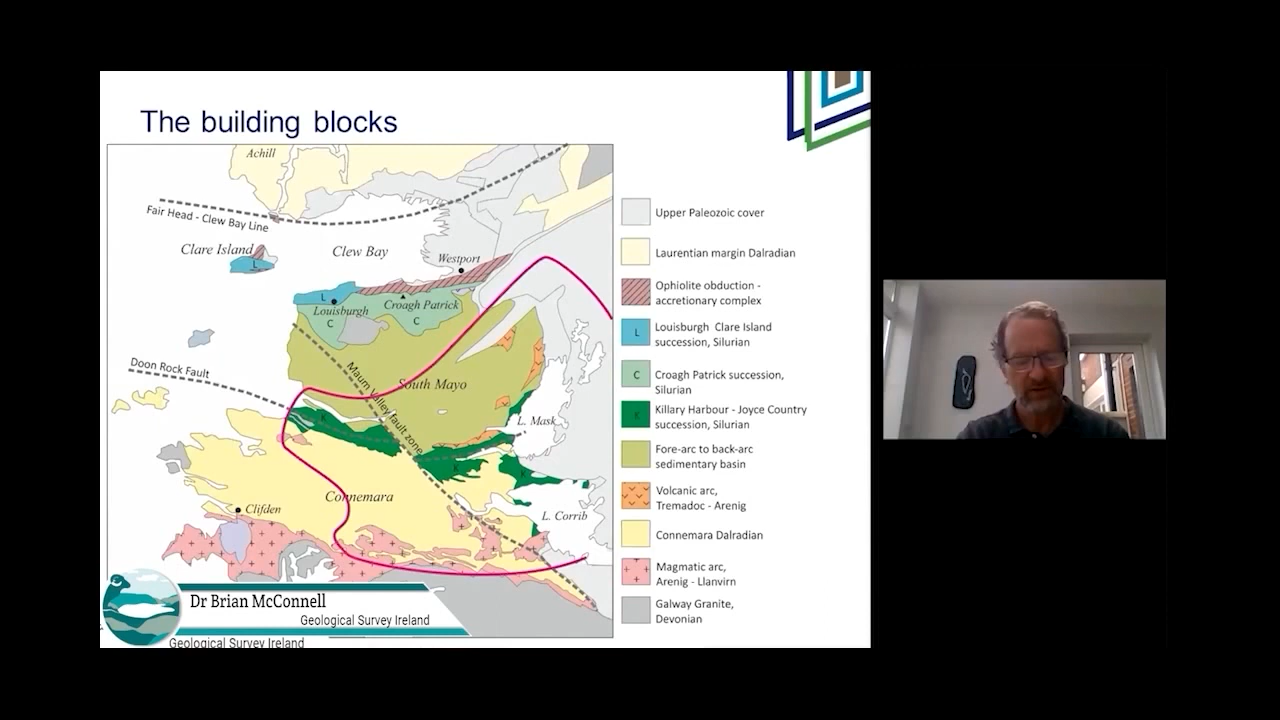 The building blocks
Achill
Fair Head - Clew Bay Line
Clare Island
L
Clew Bay
Westport
L
Louisburgh
Croagh Patrick
C
C
Doon Rock Fault
Maum Valley fault zone
South Mayo
L. Mask
K
K
K
Connemara
Clifden
L. Corrib
Upper Paleozoic cover
Laurentian margin Dalradian
Ophiolite obduction -
accretionary complex
L
Louisburgh Clare Island
succession, Silurian
C
Croagh Patrick succession,
Silurian
K
Killary Harbour - Joyce Country
succession, Silurian
Fore-arc to back-arc
sedimentary basin
Volcanic arc,
Tremadoc - Arenig
Connemara Dalradian
Magmatic arc,
Arenig - Llanvirn
Galway Granite,
Devonian
Dr Brian McConnell
Geological Survey Ireland
Geological Survey Ireland